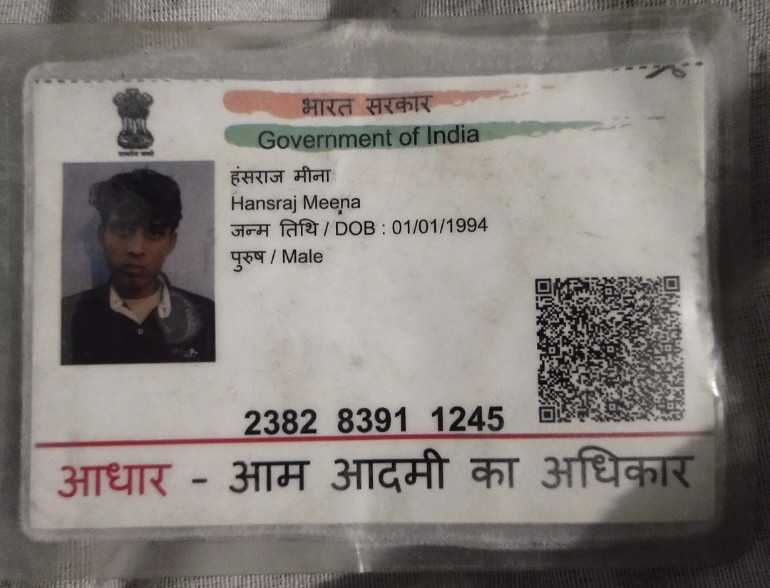 भारत सरकार
Government of India
हंसराज मीना
Hansraj Meena
जन्म तिथि / DOB : 01/01/1994
पुरुष / Male
2382 8391 1245
आधार - आम आदमी का अधिकार